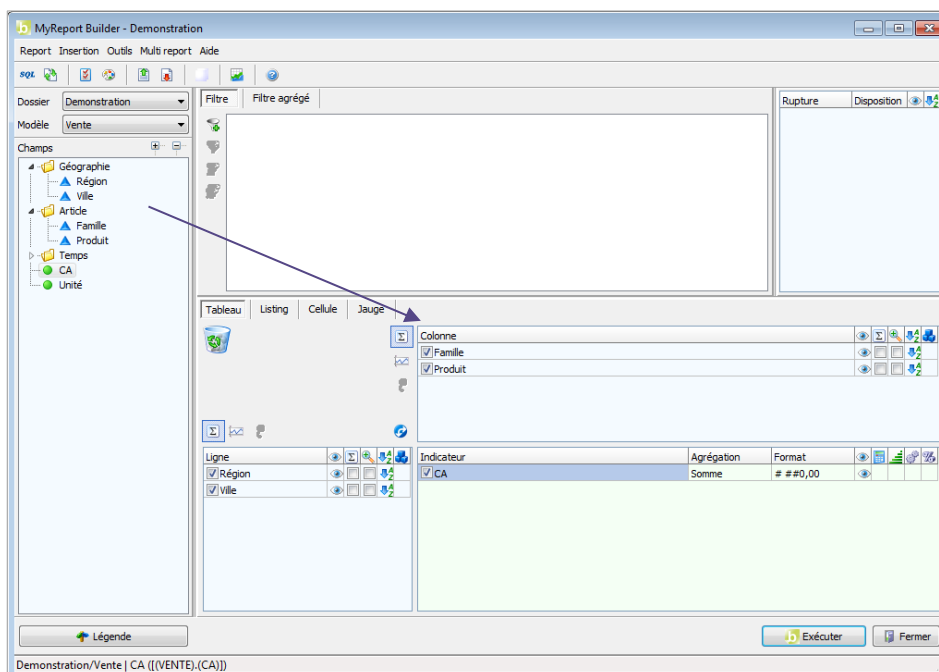 MyReport Builder - Demonstration
Report Insertion Outils Multi report Aide
SQL
Dossier Demonstration
Modèle Vente
Champs
Géographie
Région
Ville
Article
Famille
Produit
Temps
CA
Unité
Filtre Filtre agrégé
Rupture Disposition
Tableau Listing Cellule Jauge
Colonne
Famille
Produit
Ligne
Région
Ville
Indicateur Agrégation Format
CA Somme # ##0,00
Légende
Exécuter Fermer
Demonstration/Vente | CA ([(VENTE).(CA)])